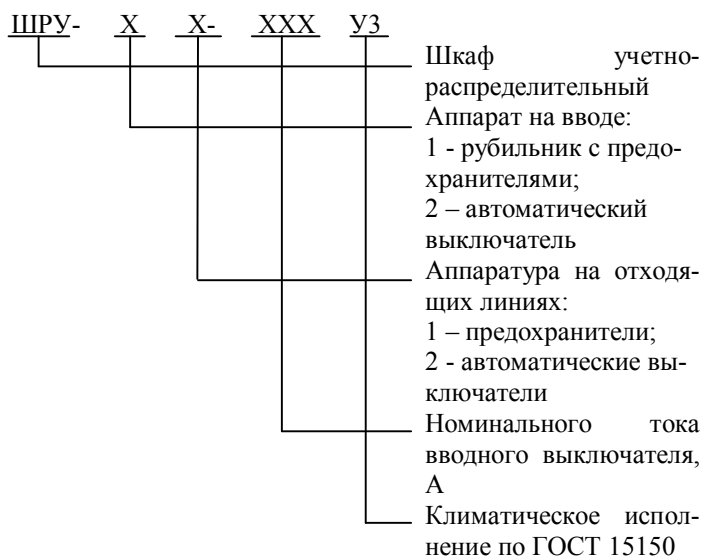 ШРУ- Х Х- ХХХ УЗ
Шкаф учетно-
распределительный
Аппарат на вводе:
1 - рубильник с предо-
хранителями;
2 – автоматический
выключатель
Аппаратура на отходя-
щих линиях:
1 – предохранители;
2 - автоматические вы-
ключатели
Номинального тока
вводного выключателя,
А
Климатическое испол-
нение по ГОСТ 15150